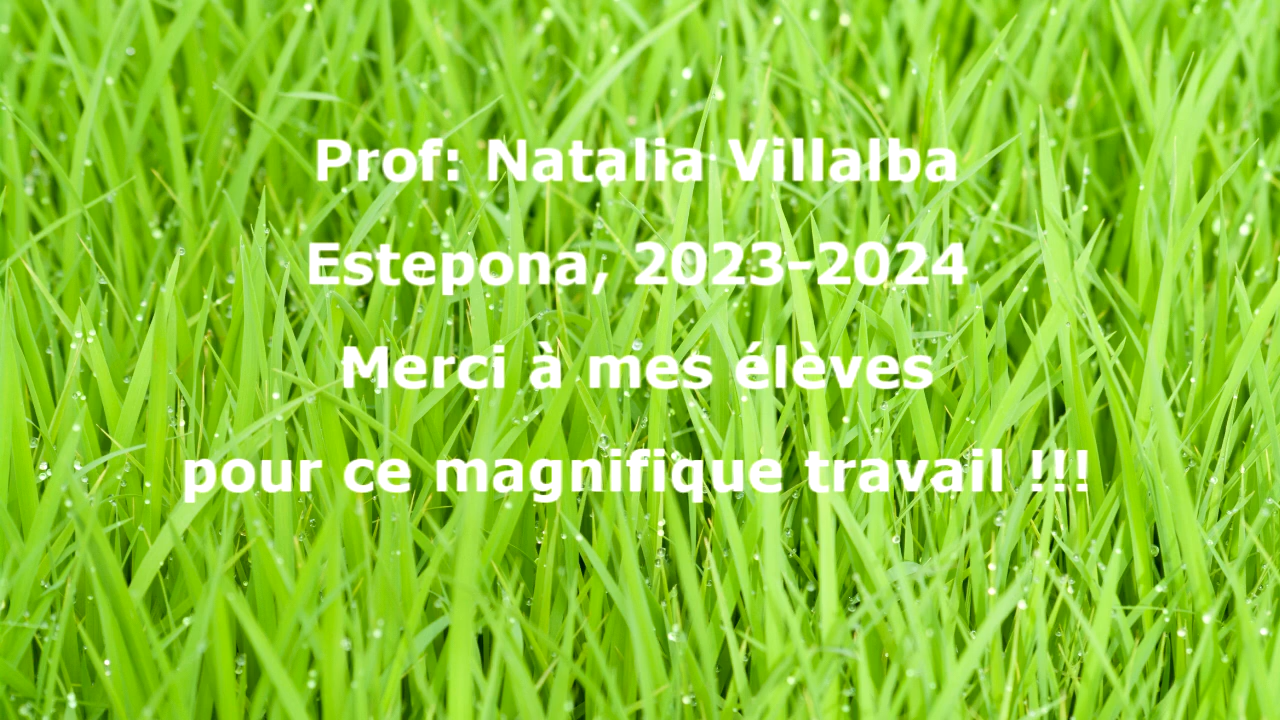 Prof: Natalia Villalba
Estepona, 2023-2024
Merci à mes élèves
pour ce magnifique travail !!!